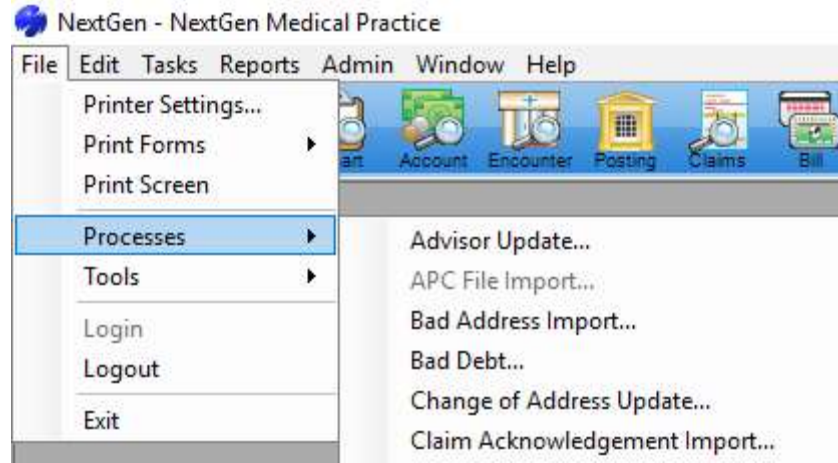 NextGen - NextGen Medical Practice
File Edit Tasks Reports Admin Window Help
Account Encounter Posting Claims Bill
Printer Settings...
Print Forms
Print Screen
Processes
Tools
Login
Logout
Exit
Advisor Update...
APC File Import...
Bad Address Import...
Bad Debt...
Change of Address Update...
Claim Acknowledgement Import...